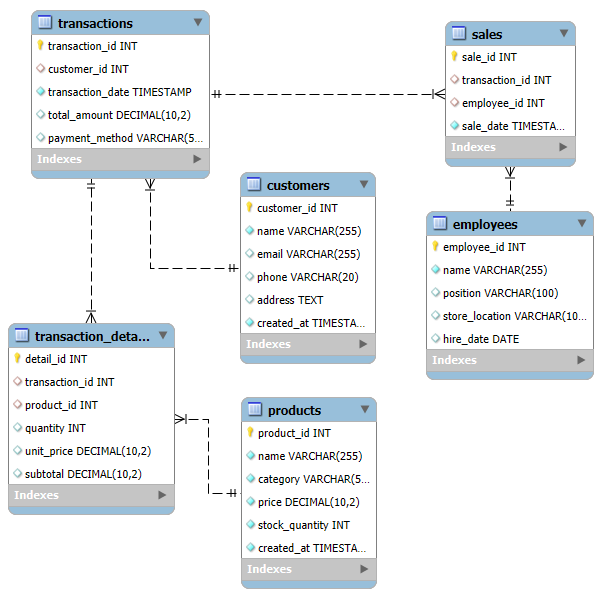 transactions
transaction_id INT
customer_id INT
transaction_date TIMESTAMP
total_amount DECIMAL(10,2)
payment_method VARCHAR(5...
Indexes
sales
sale_id INT
transaction_id INT
employee_id INT
sale_date TIMESTA...
Indexes
customers
customer_id INT
name VARCHAR(255)
email VARCHAR(255)
phone VARCHAR(20)
address TEXT
created_at TIMESTA...
Indexes
employees
employee_id INT
name VARCHAR(255)
position VARCHAR(100)
store_location VARCHAR(10...
hire_date DATE
Indexes
transaction_deta...
detail_id INT
transaction_id INT
product_id INT
quantity INT
unit_price DECIMAL(10,2)
subtotal DECIMAL(10,2)
Indexes
products
product_id INT
name VARCHAR(255)
category VARCHAR(5...
price DECIMAL(10,2)
stock_quantity INT
created_at TIMESTA...
Indexes